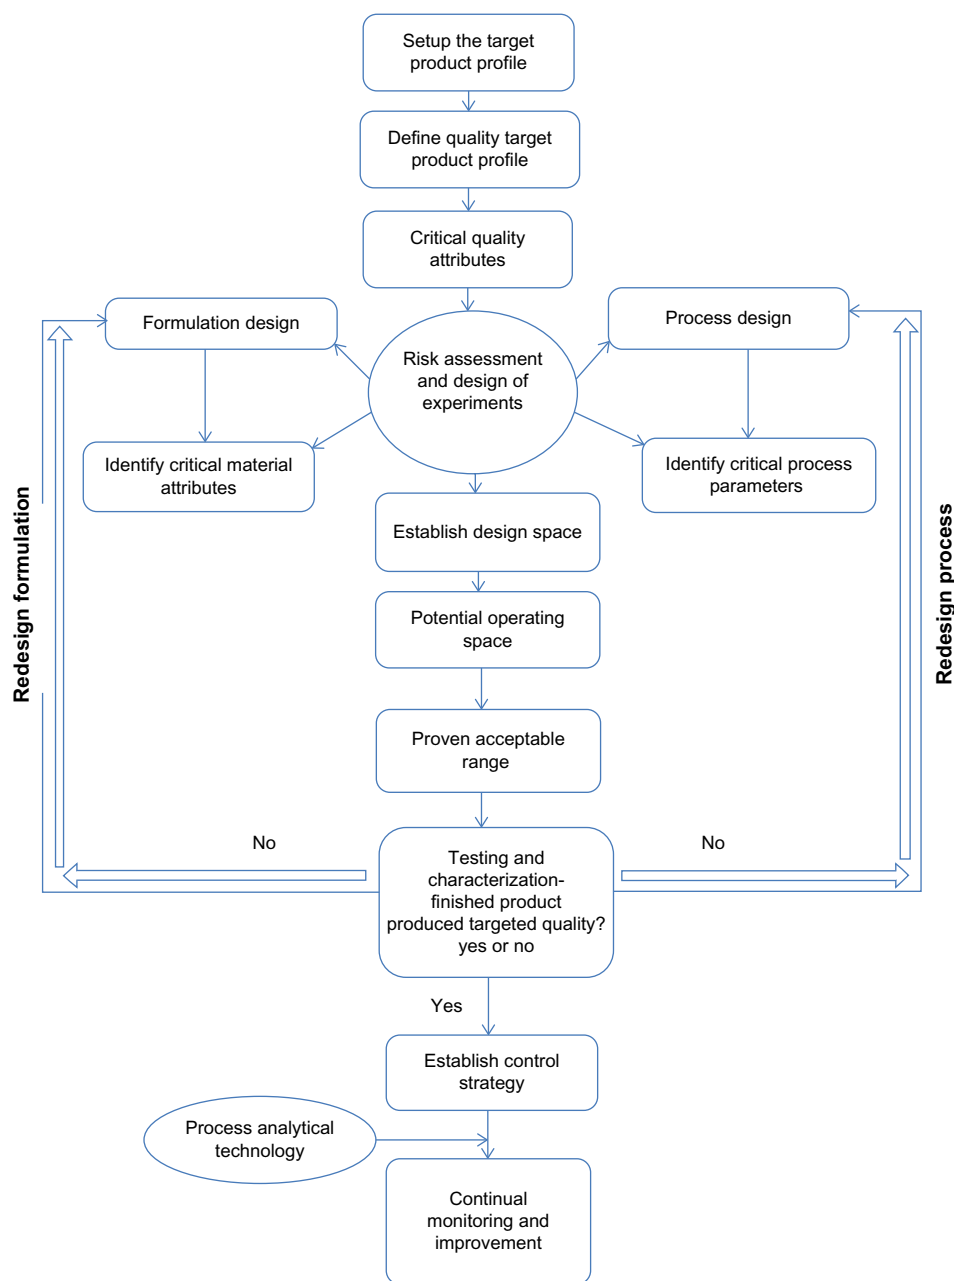 Setup the target
product profile
Define quality target
product profile
Critical quality
attributes
Formulation design
Process design
Risk assessment
and design of
experiments
Identify critical material
attributes
Identify critical process
parameters
Establish design space
Redesign formulation
Redesign process
Potential operating
space
Proven acceptable
range
No
No
Testing and
characterization-
finished product
produced targeted quality?
yes or no
Yes
Establish control
strategy
Process analytical
technology
Continual
monitoring and
improvement